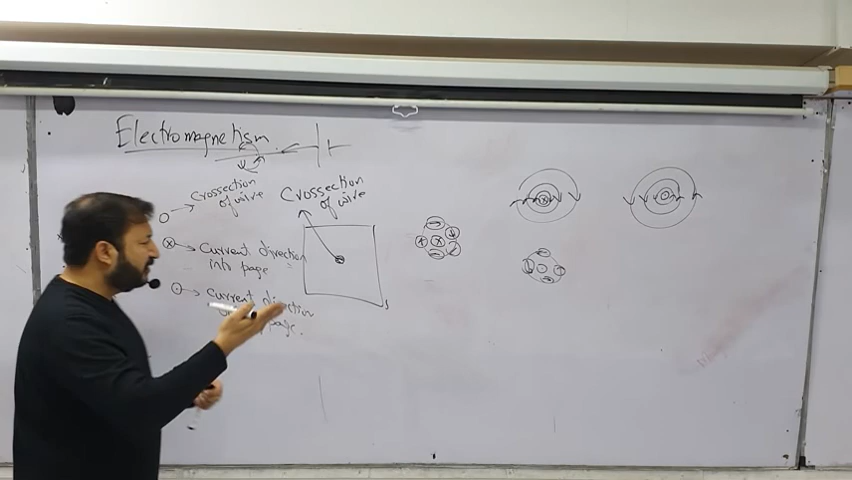 Electromagnetism
Crossection
of wire
Crossection
of wire
Current direction
into page
Current direction
page.